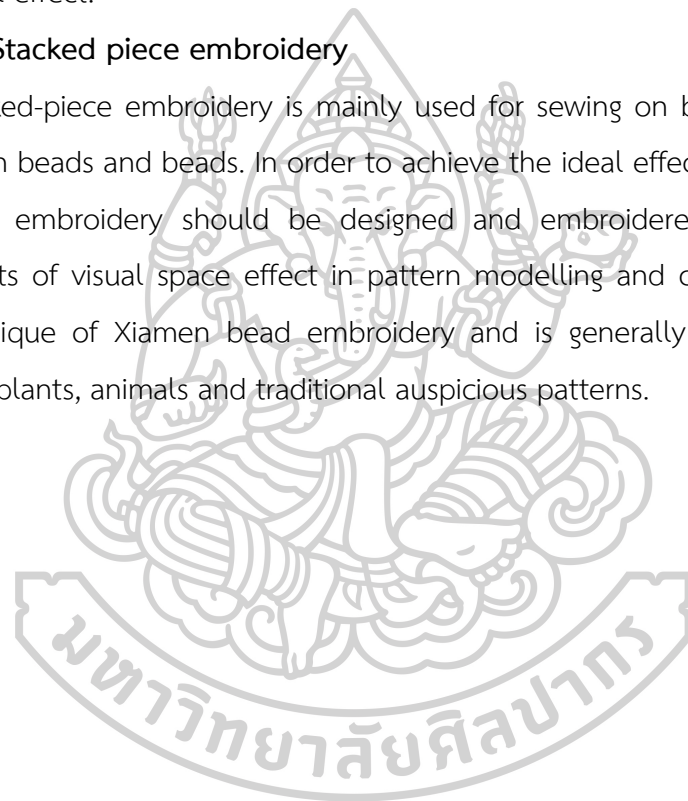 effect.
Stacked piece embroidery
ed-piece embroidery is mainly used for sewing on b
n beads and beads. In order to achieve the ideal effec
embroidery should be designed and embroidere
ts of visual space effect in pattern modelling and c
ique of Xiamen bead embroidery and is generally
plants, animals and traditional auspicious patterns.
มหาวิทยาลัยศิลปากร